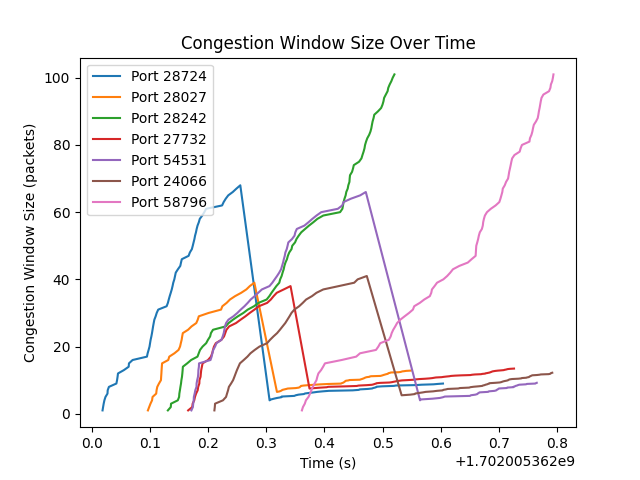 Congestion Window Size Over Time
Port 28724
Port 28027
Port 28242
Port 27732
Port 54531
Port 24066
Port 58796
Congestion Window Size (packets)
100
80
60
40
20
0
0.0 0.1 0.2 0.3 0.4 0.5 0.6 0.7 0.8
Time (s)
+1.702005362e9